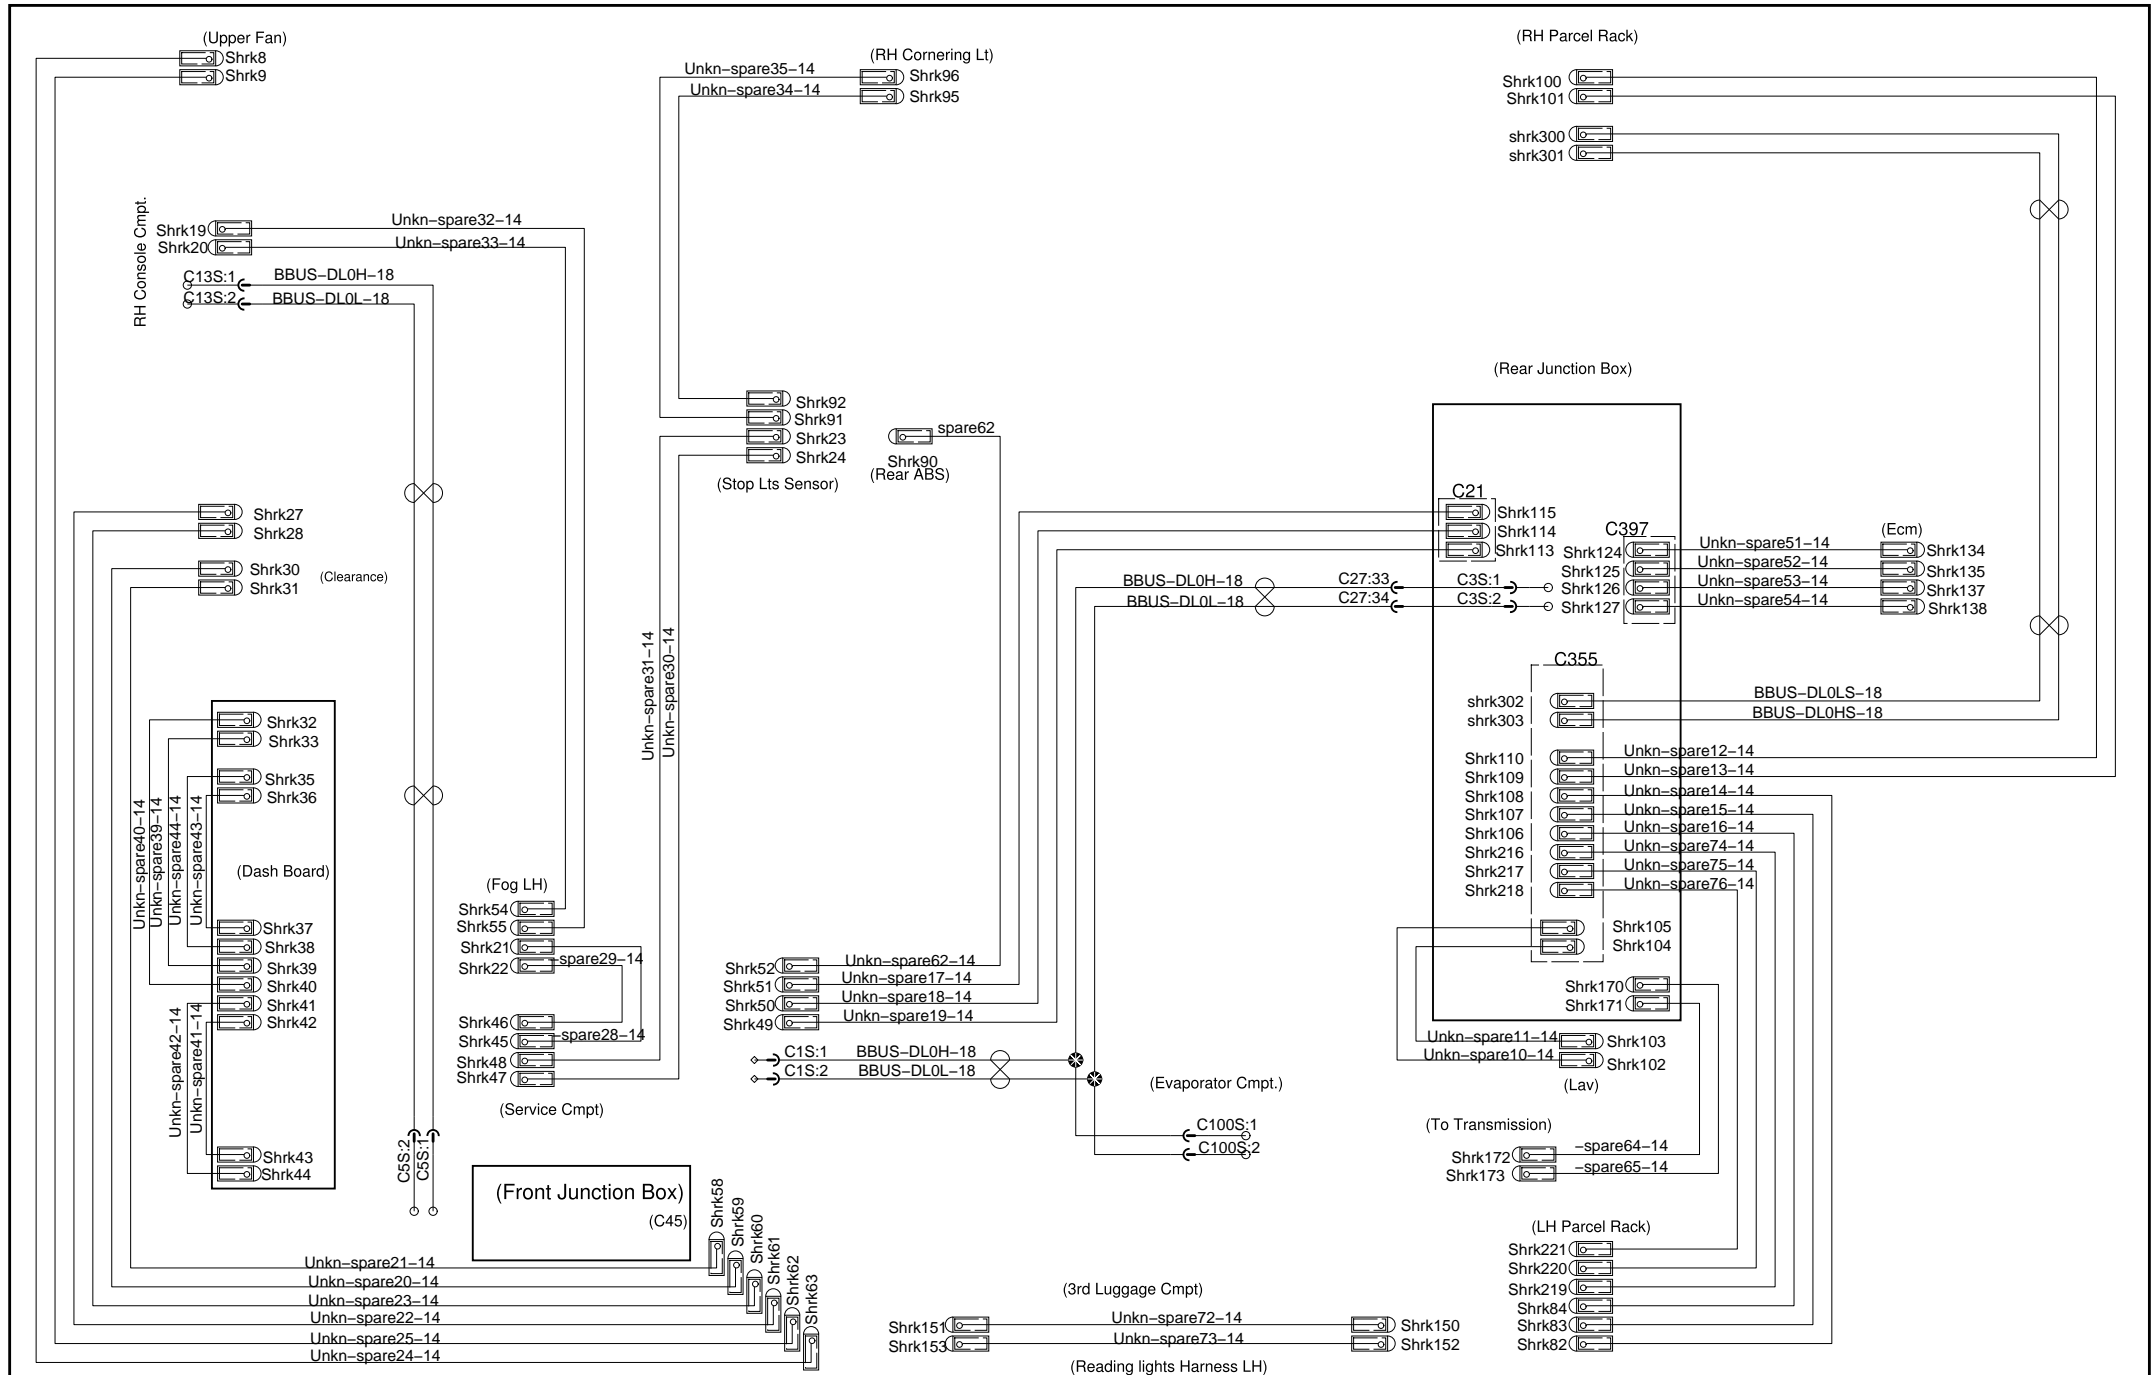 (Upper Fan)
Shrk8
Shrk9
Unkn-spare35-14
Unkn-spare34-14
(RH Cornering Lt)
Shrk96
Shrk95
(RH Parcel Rack)
Shrk100
Shrk101
shrk300
shrk301
RH Console Cmpt.
Shrk19
Shrk20
Unkn-spare32-14
Unkn-spare33-14
C13S:1
BBUS-DL0H-18
C13S:2
BBUS-DL0L-18
(Rear Junction Box)
Shrk92
Shrk91
Shrk23
Shrk24
(Stop Lts Sensor)
spare62
Shrk90
(Rear ABS)
Shrk27
Shrk28
Shrk30
Shrk31
(Clearance)
C21
Shrk115
Shrk114
Shrk113
C397
Shrk124
Shrk125
Shrk126
Shrk127
Unkn-spare51-14
Unkn-spare52-14
Unkn-spare53-14
Unkn-spare54-14
(Ecm)
Shrk134
Shrk135
Shrk137
Shrk138
BBUS-DL0H-18
C27:33
C3S:1
BBUS-DL0L-18
C27:34
C3S:2
Unkn-spare31-14
Unkn-spare30-14
C355
shrk302
shrk303
BBUS-DL0LS-18
BBUS-DL0HS-18
Shrk110
Shrk109
Shrk108
Shrk107
Shrk106
Shrk216
Shrk217
Shrk218
Unkn-spare12-14
Unkn-spare13-14
Unkn-spare14-14
Unkn-spare15-14
Unkn-spare16-14
Unkn-spare74-14
Unkn-spare75-14
Unkn-spare76-14
Shrk105
Shrk104
Shrk170
Shrk171
Shrk32
Shrk33
Shrk35
Shrk36
Unkn-spare40-14
Unkn-spare39-14
Unkn-spare44-14
Unkn-spare43-14
(Dash Board)
Shrk37
Shrk38
Shrk39
Shrk40
Shrk41
Shrk42
Unkn-spare42-14
Unkn-spare41-14
Shrk43
Shrk44
(Fog LH)
Shrk54
Shrk55
Shrk21
Shrk22
spare29-14
Shrk46
Shrk45
spare28-14
Shrk48
Shrk47
(Service Cmpt)
Shrk52
Shrk51
Shrk50
Shrk49
Unkn-spare62-14
Unkn-spare17-14
Unkn-spare18-14
Unkn-spare19-14
C1S:1
BBUS-DL0H-18
C1S:2
BBUS-DL0L-18
(Evaporator Cmpt.)
C100S:1
C100S:2
Unkn-spare11-14
Unkn-spare10-14
Shrk103
Shrk102
(Lav)
(To Transmission)
Shrk172
Shrk173
-spare64-14
-spare65-14
C5S:2
C5S:1
(Front Junction Box)
(C45)
Shrk58
Shrk59
Shrk60
Shrk61
Shrk62
Shrk63
Unkn-spare21-14
Unkn-spare20-14
Unkn-spare23-14
Unkn-spare22-14
Unkn-spare25-14
Unkn-spare24-14
(3rd Luggage Cmpt)
Shrk151
Unkn-spare72-14
Shrk150
Shrk153
Unkn-spare73-14
Shrk152
(Reading lights Harness LH)
(LH Parcel Rack)
Shrk221
Shrk220
Shrk219
Shrk84
Shrk83
Shrk82